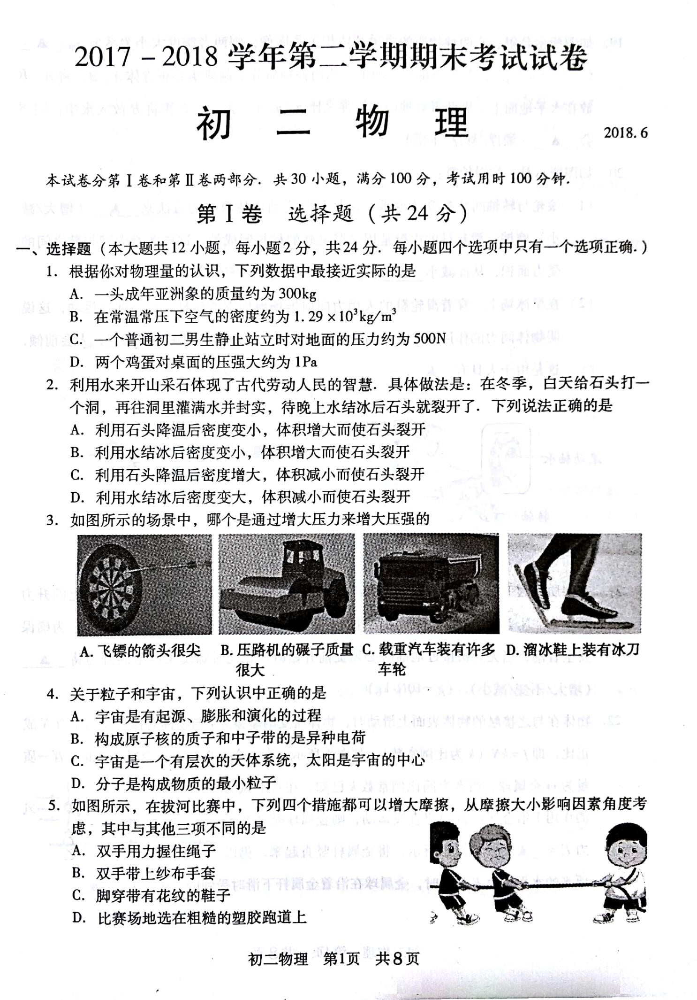 2017－2018 学年第二学期期末考试试卷
初 二 物 理
2018.6
本试卷分第Ⅰ卷和第Ⅱ卷两部分．共 30 小题，满分 100 分，考试用时 100 分钟．
第Ⅰ卷 选择题（共 24 分）
一、选择题（本大题共 12 小题，每小题 2 分，共 24 分．每小题四个选项中只有一个选项正确．）
1. 根据你对物理量的认识，下列数据中最接近实际的是
A．一头成年亚洲象的质量约为 300kg
B．在常温常压下空气的密度约为 1.29×10³kg/m³
C．一个普通初二男生静止站立时对地面的压力约为 500N
D．两个鸡蛋对桌面的压强大约为 1Pa
2. 利用水来开山采石体现了古代劳动人民的智慧．具体做法是：在冬季，白天给石头打一
个洞，再往洞里灌满水并封实，待晚上水结冰后石头就裂开了．下列说法正确的是
A．利用石头降温后密度变小，体积增大而使石头裂开
B．利用水结冰后密度变小，体积增大而使石头裂开
C．利用石头降温后密度增大，体积减小而使石头裂开
D．利用水结冰后密度变大，体积减小而使石头裂开
3. 如图所示的场景中，哪个是通过增大压力来增大压强的
A. 飞镖的箭头很尖 B. 压路机的碾子质量 C. 载重汽车装有许多 D. 溜冰鞋上装有冰刀
很大 车轮
4. 关于粒子和宇宙，下列认识中正确的是
A．宇宙是有起源、膨胀和演化的过程
B．构成原子核的质子和中子带的是异种电荷
C．宇宙是一个有层次的天体系统，太阳是宇宙的中心
D．分子是构成物质的最小粒子
5. 如图所示，在拔河比赛中，下列四个措施都可以增大摩擦，从摩擦大小影响因素角度考
虑，其中与其他三项不同的是
A．双手用力握住绳子
B．双手带上纱布手套
C．脚穿带有花纹的鞋子
D．比赛场地选在粗糙的塑胶跑道上
初二物理 第1页 共8页